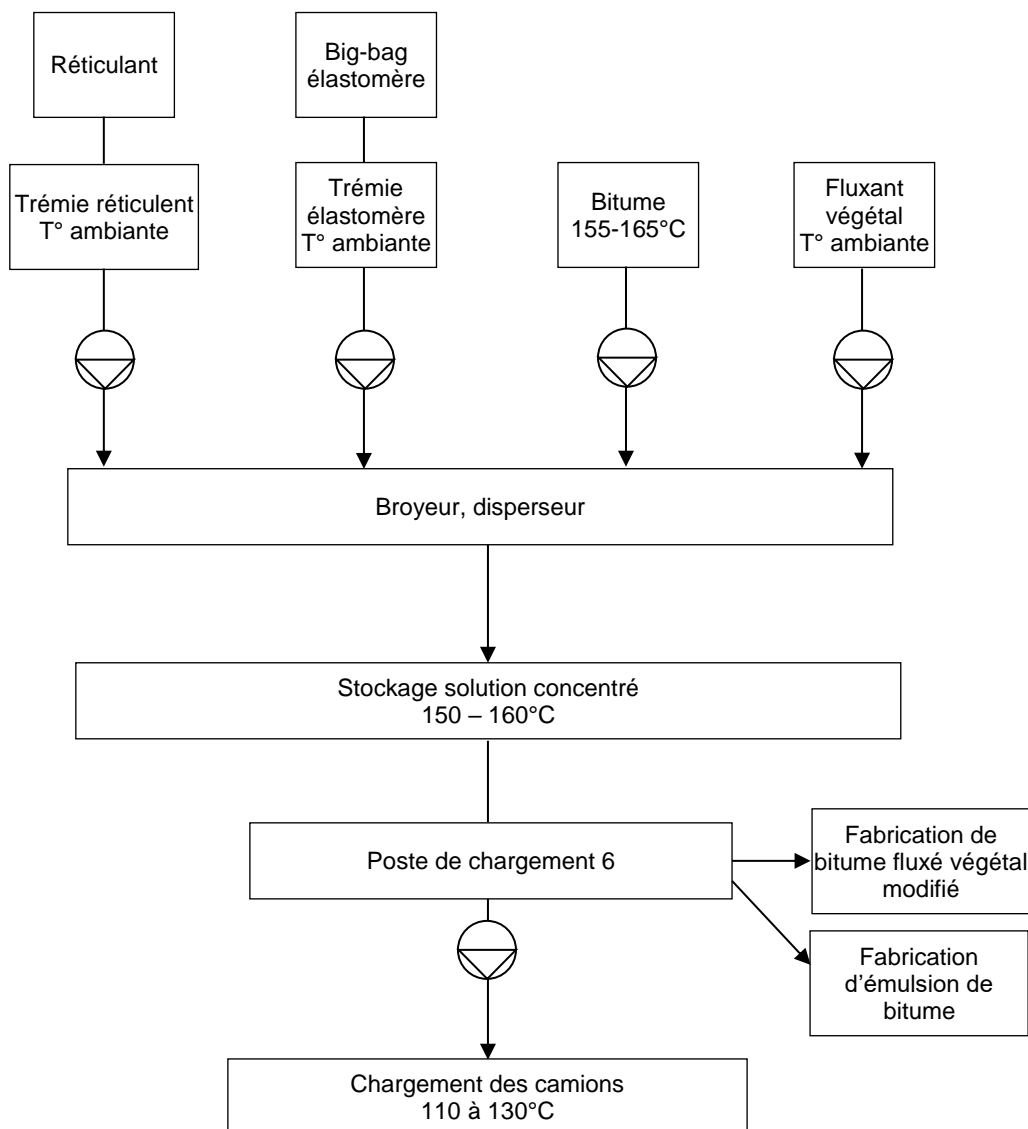 Réticulant
Big-bag
élastomère
Trémie réticulent
T° ambiante
Trémie
élastomère
T° ambiante
Bitume
155-165°C
Fluxant
végétal
T° ambiante
Broyeur, disperseur
Stockage solution concentré
150 – 160°C
Poste de chargement 6
Fabrication de
bitume fluxé végétal
modifié
Fabrication
d’émulsion de
bitume
Chargement des camions
110 à 130°C